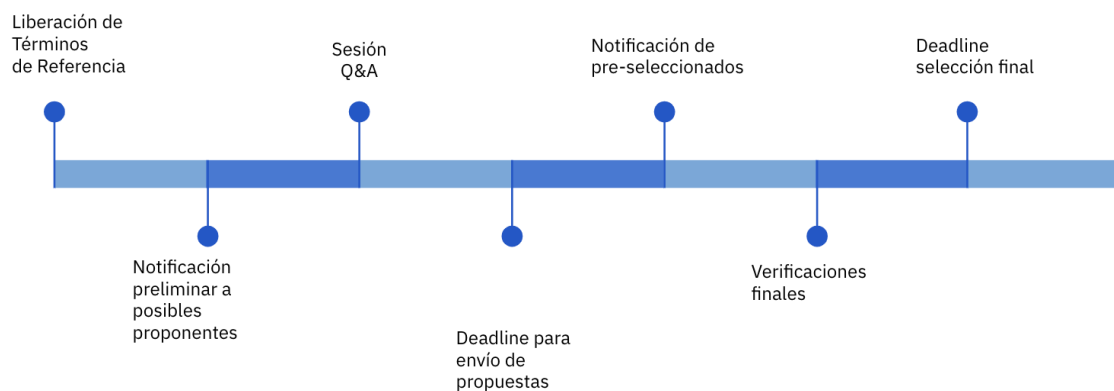 Liberación de
Términos
de Referencia
Notificación
preliminar a
posibles
proponentes
Sesión
Q&A
Deadline para
envío de
propuestas
Notificación de
pre-seleccionados
Verificaciones
finales
Deadline
selección final